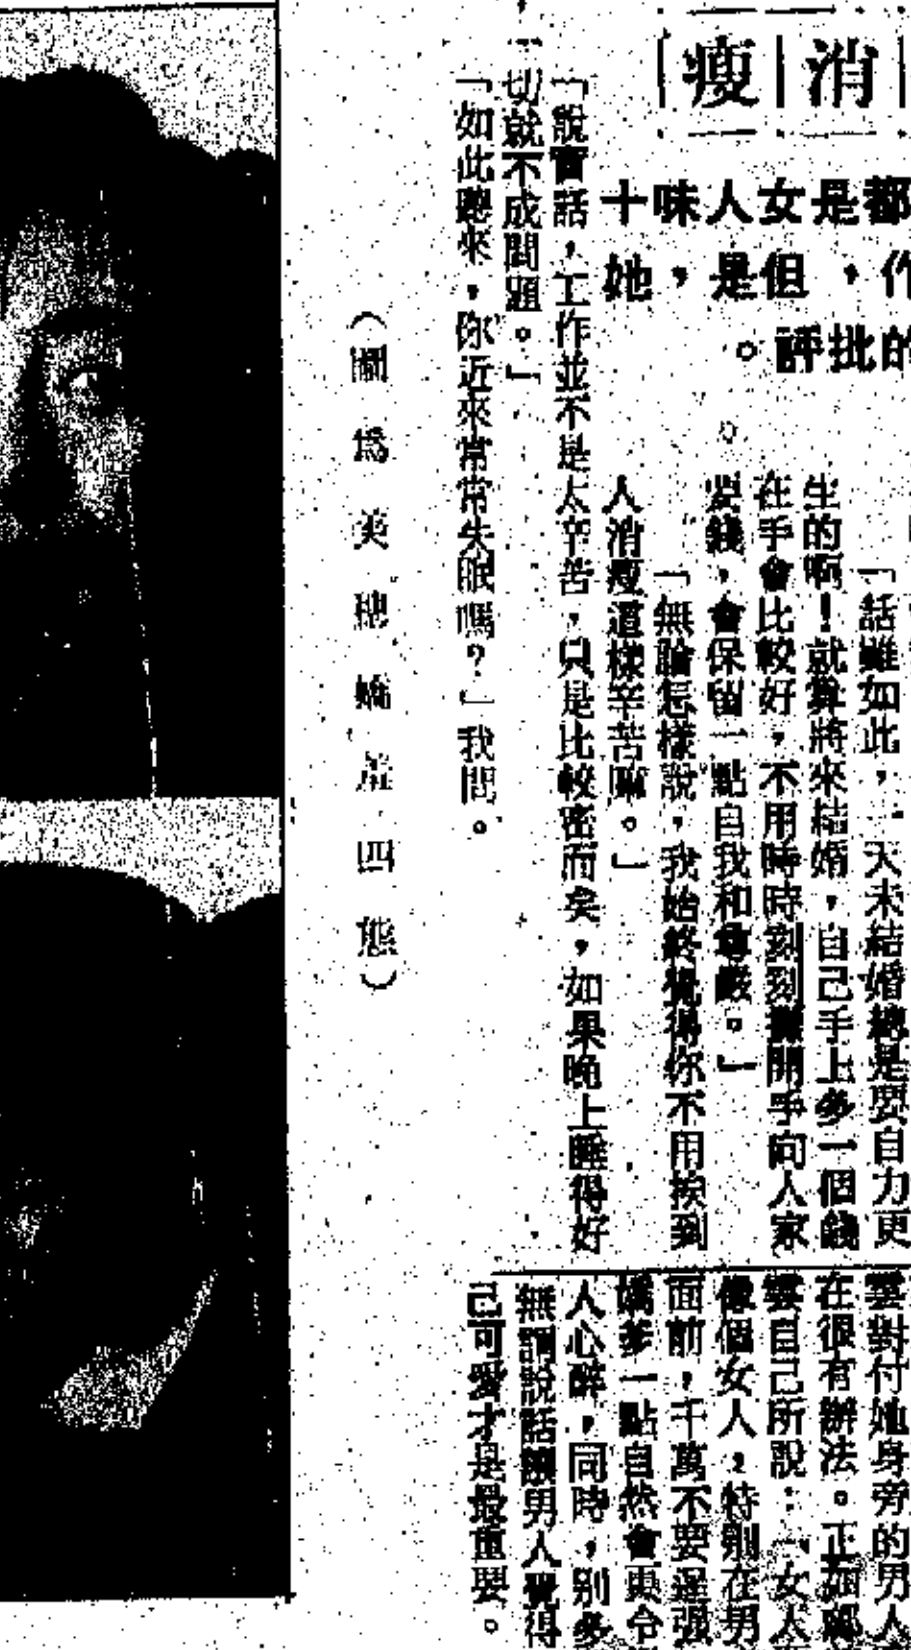 消瘦
都是女人味，十
作，但是她
的批評。
「話雖如此，一天未結婚總是要自力更
生的啊！就算將來結婚，自己手上多一個錢
在手會比較好，不用時時刻刻攤開手向人家
要錢，會保留一點自我和尊嚴。」
「無論怎樣說，我始終覺得你不用挨到
人消瘦這樣辛苦嘛。」
「說實話，工作並不是太辛苦，只是比較密而矣，如果晚上睡得好
一切就不成問題。」
「如此聽來，你近來常常失眠嗎？」我問。
（圖為美穗嬌羞四態）
雲對付她身旁的男人
在很有辦法。正如
雲自己所說：「女人
像個女人，特別在男
面前，千萬不要逞强
嬌爹一點自然會更令
人心醉，同時，別多
無謂說話讓男人覺得
己可愛才是最重要。